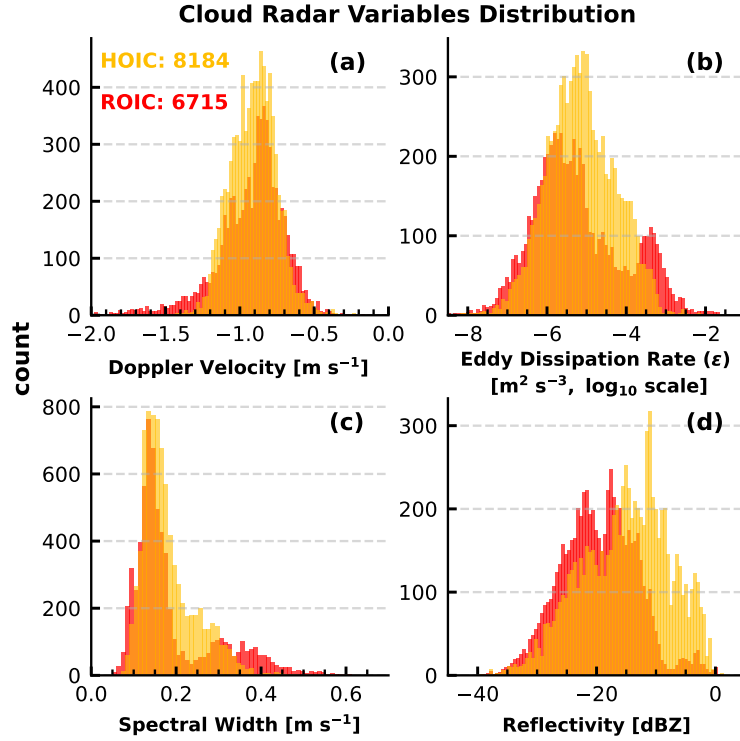 Cloud Radar Variables Distribution
HOIC: 8184
ROIC: 6715
(a)
400
300
200
100
0
−2.0 −1.5 −1.0 −0.5 0.0
Doppler Velocity [m s⁻¹]
(b)
300
200
100
0
−8 −6 −4 −2
Eddy Dissipation Rate (ε)
[m² s⁻³, log₁₀ scale]
count
(c)
800
600
400
200
0
0.0 0.2 0.4 0.6
Spectral Width [m s⁻¹]
(d)
300
200
100
0
−40 −20 0
Reflectivity [dBZ]